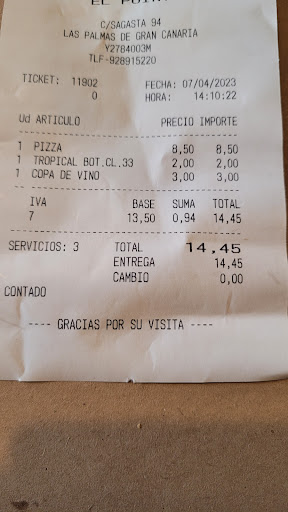 EL
C/SAGASTA 94
LAS PALMAS DE GRAN CANARIA
Y2784003M
TLF-928915220
TICKET: 11902 FECHA: 07/04/2023
0 HORA: 14:10:22
Ud ARTICULO PRECIO IMPORTE
1 PIZZA 8,50 8,50
1 TROPICAL BOT.CL.33 2,00 2,00
1 COPA DE VINO 3,00 3,00
IVA BASE SUMA TOTAL
7 13,50 0,94 14,45
SERVICIOS: 3 TOTAL 14,45
ENTREGA 14,45
CAMBIO 0,00
CONTADO
---- GRACIAS POR SU VISITA ----